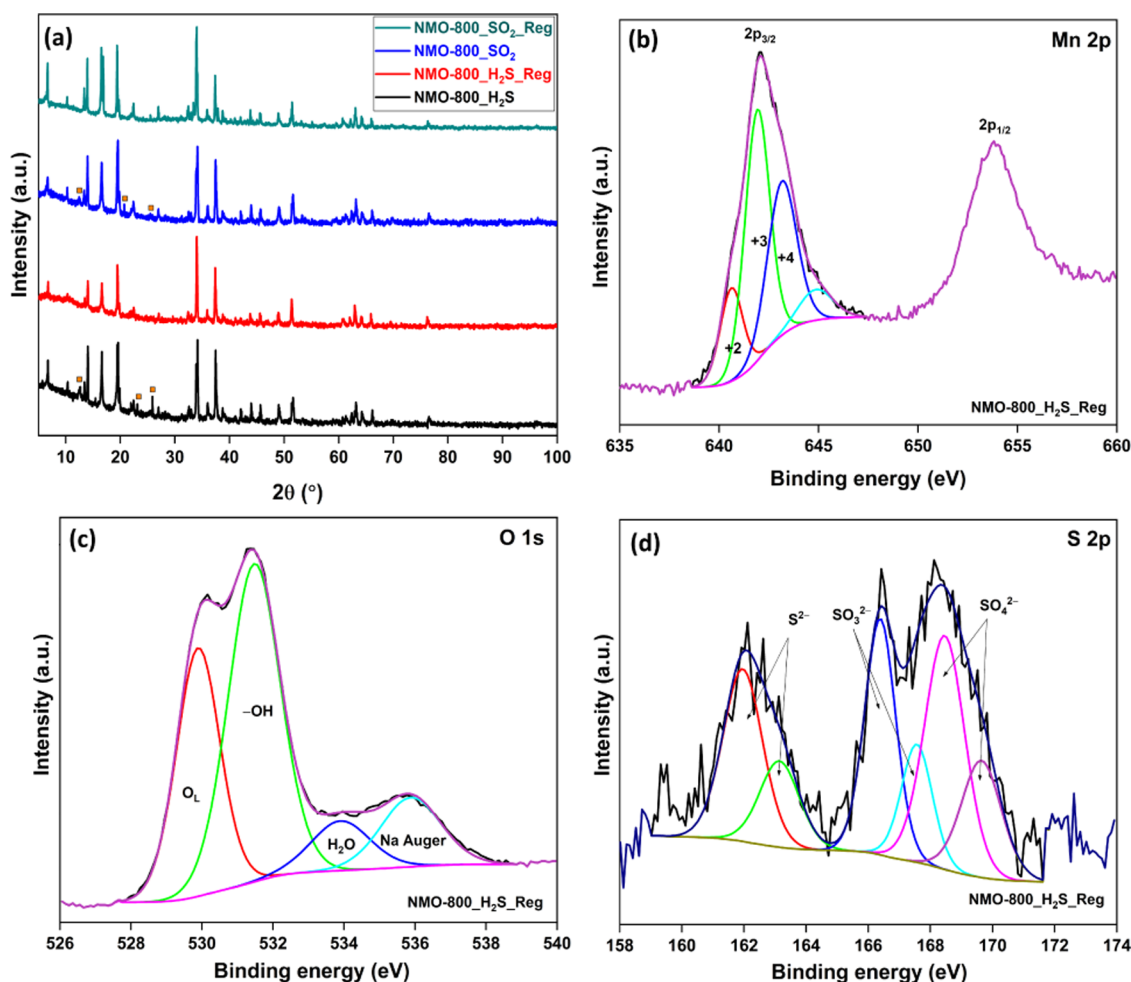 (a)
NMO-800_SO₂_Reg
NMO-800_SO₂
NMO-800_H₂S_Reg
NMO-800_H₂S
Intensity (a.u.)
10 20 30 40 50 60 70 80 90 100
2θ (°)
(b)
2p₃/₂
Mn 2p
2p₁/₂
+3
+4
+2
Intensity (a.u.)
NMO-800_H₂S_Reg
635 640 645 650 655 660
Binding energy (eV)
(c)
O 1s
–OH
O_L
H₂O
Na Auger
Intensity (a.u.)
NMO-800_H₂S_Reg
526 528 530 532 534 536 538 540
Binding energy (eV)
(d)
S 2p
S²⁻
SO₃²⁻
SO₄²⁻
Intensity (a.u.)
NMO-800_H₂S_Reg
158 160 162 164 166 168 170 172 174
Binding energy (eV)